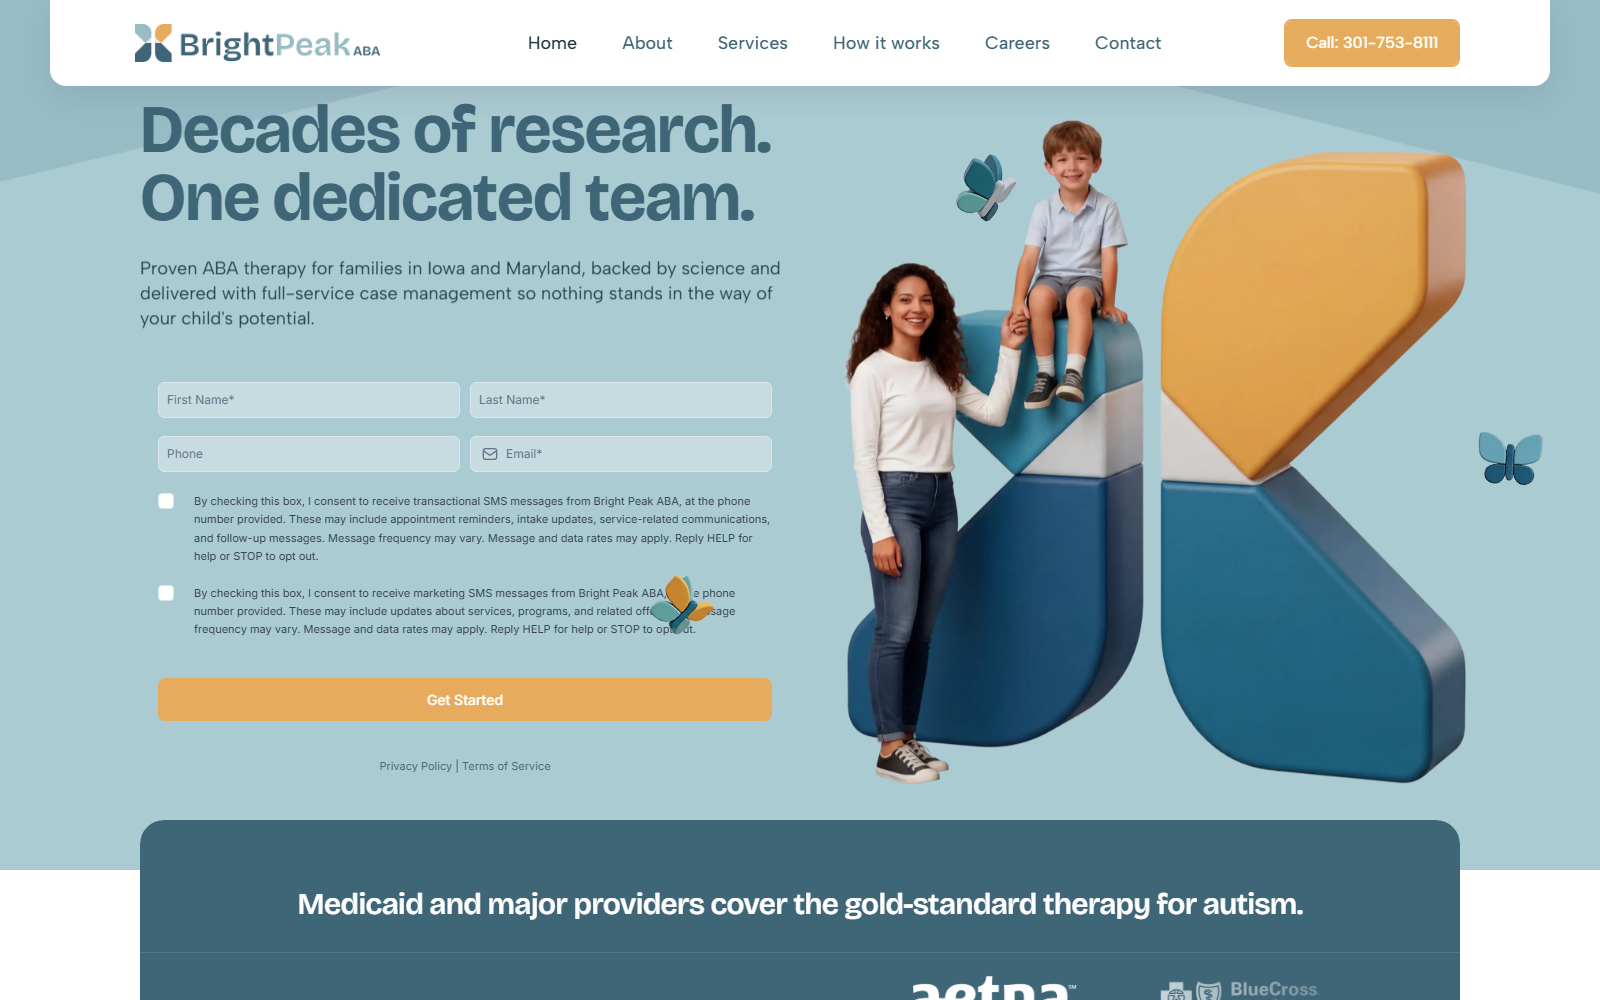 BrightPeak ABA
Home About Services How it works Careers Contact
Call: 301-753-8111
Decades of research.
One dedicated team.
Proven ABA therapy for families in Iowa and Maryland, backed by science and
delivered with full-service case management so nothing stands in the way of
your child's potential.
First Name* Last Name*
Phone Email*
By checking this box, I consent to receive transactional SMS messages from Bright Peak ABA, at the phone
number provided. These may include appointment reminders, intake updates, service-related communications,
and follow-up messages. Message frequency may vary. Message and data rates may apply. Reply HELP for
help or STOP to opt out.
By checking this box, I consent to receive marketing SMS messages from Bright Peak ABA, phone
number provided. These may include updates about services, programs, and related
frequency may vary. Message and data rates may apply. Reply HELP for help or STOP to
Get Started
Privacy Policy | Terms of Service
Medicaid and major providers cover the gold-standard therapy for autism.
aetna™
BlueCross